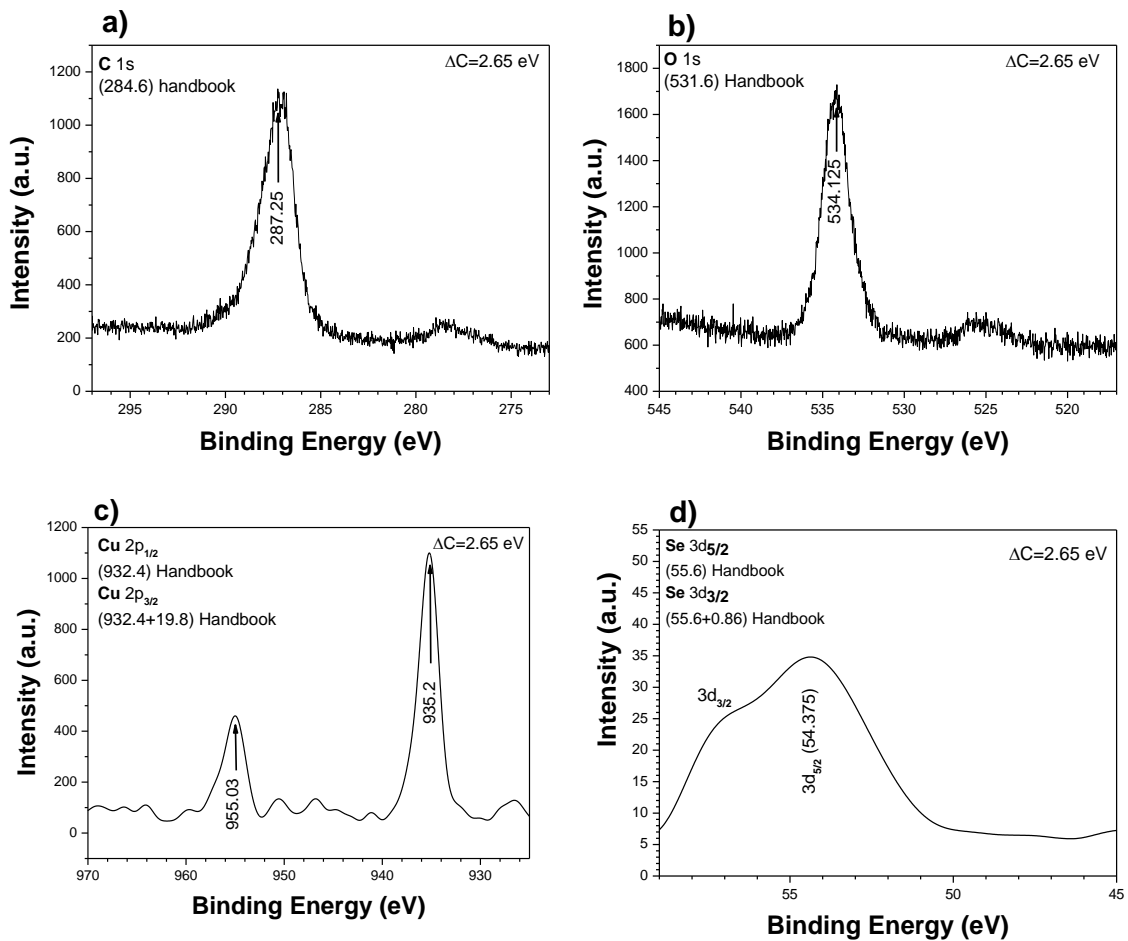 a)
C 1s
(284.6) handbook
ΔC=2.65 eV
287.25
1200
1000
800
600
400
200
0
295
290
285
280
275
Intensity (a.u.)
Binding Energy (eV)
b)
O 1s
(531.6) Handbook
ΔC=2.65 eV
534.125
1800
1600
1400
1200
1000
800
600
400
545
540
535
530
525
520
Intensity (a.u.)
Binding Energy (eV)
c)
Cu 2p1/2
(932.4) Handbook
Cu 2p3/2
(932.4+19.8) Handbook
ΔC=2.65 eV
955.03
935.2
1200
1000
800
600
400
200
0
970
960
950
940
930
Intensity (a.u.)
Binding Energy (eV)
d)
Se 3d5/2
(55.6) Handbook
Se 3d3/2
(55.6+0.86) Handbook
ΔC=2.65 eV
3d3/2
3d5/2 (54.375)
55
50
45
40
35
30
25
20
15
10
5
0
55
50
45
Intensity (a.u.)
Binding Energy (eV)